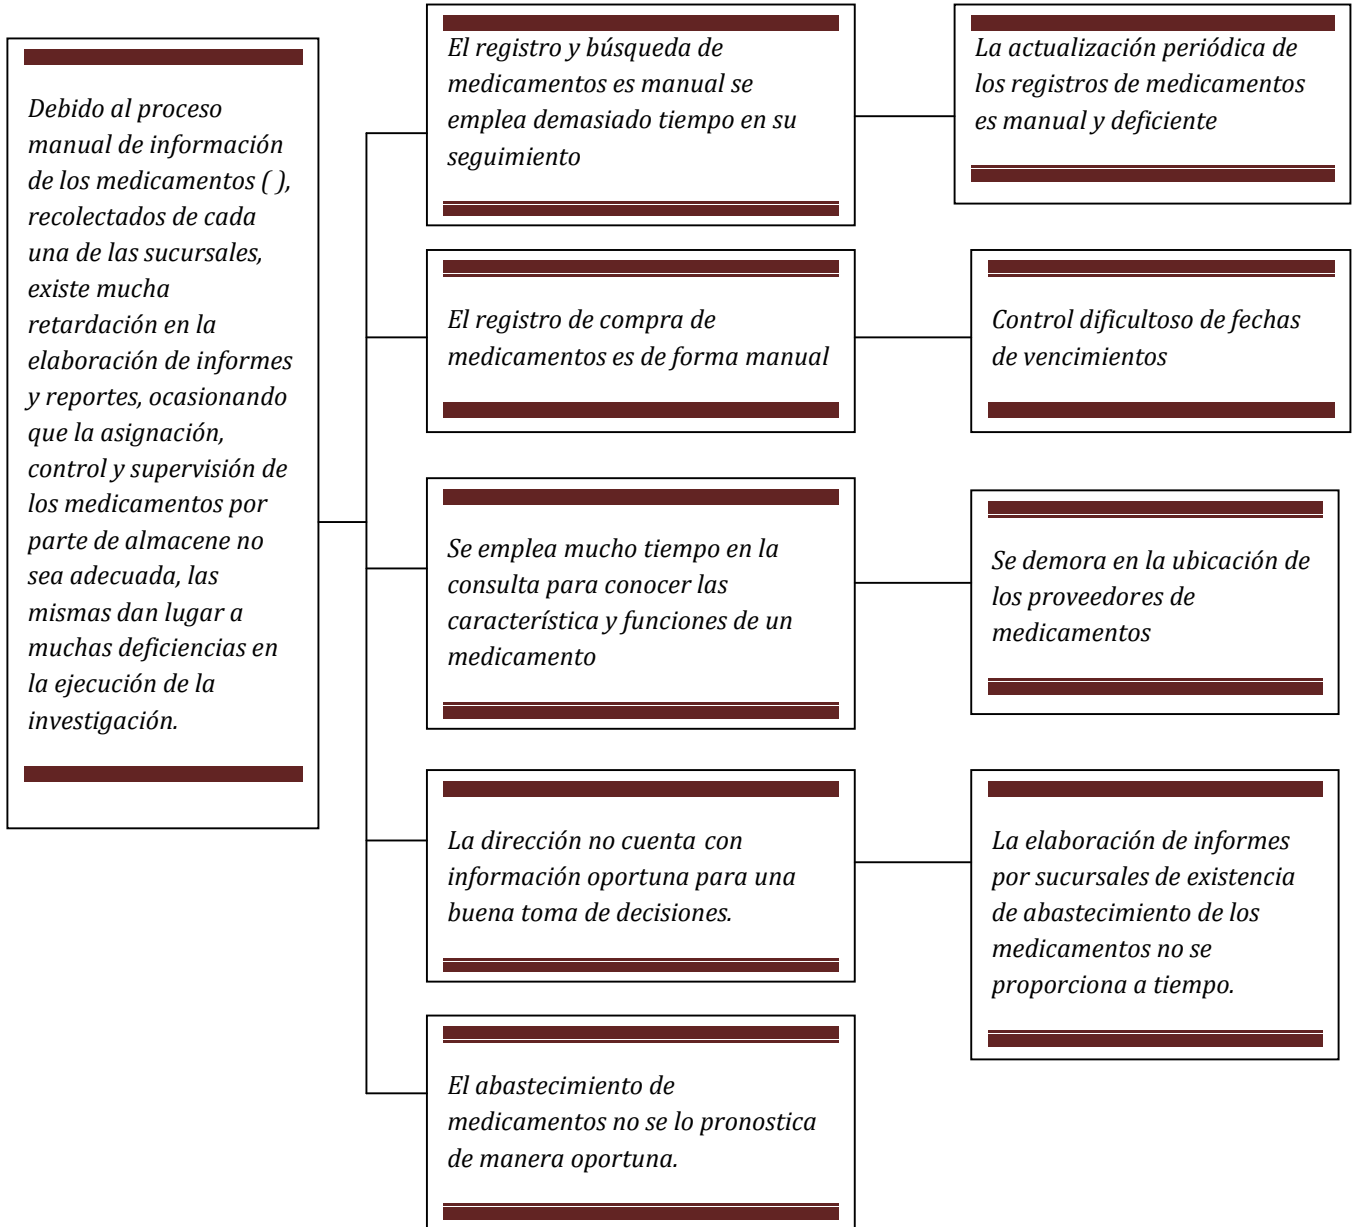 Debido al proceso
manual de información
de los medicamentos ( ),
recolectados de cada
una de las sucursales,
existe mucha
retardación en la
elaboración de informes
y reportes, ocasionando
que la asignación,
control y supervisión de
los medicamentos por
parte de almacene no
sea adecuada, las
mismas dan lugar a
muchas deficiencias en
la ejecución de la
investigación.
El registro y búsqueda de
medicamentos es manual se
emplea demasiado tiempo en su
seguimiento
La actualización periódica de
los registros de medicamentos
es manual y deficiente
El registro de compra de
medicamentos es de forma manual
Control dificultoso de fechas
de vencimientos
Se emplea mucho tiempo en la
consulta para conocer las
característica y funciones de un
medicamento
Se demora en la ubicación de
los proveedores de
medicamentos
La dirección no cuenta con
información oportuna para una
buena toma de decisiones.
La elaboración de informes
por sucursales de existencia
de abastecimiento de los
medicamentos no se
proporciona a tiempo.
El abastecimiento de
medicamentos no se lo pronostica
de manera oportuna.